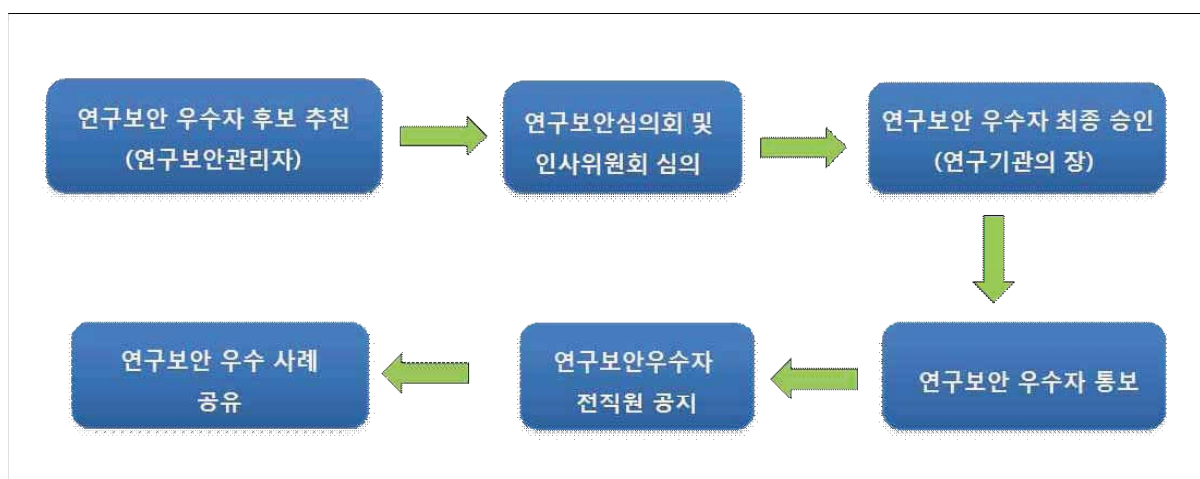 연구보안 우수자 후보 추천
(연구보안관리자)
연구보안심의회 및
인사위원회 심의
연구보안 우수자 최종 승인
(연구기관의 장)
연구보안 우수자 통보
연구보안우수자
전직원 공지
연구보안 우수 사례
공유